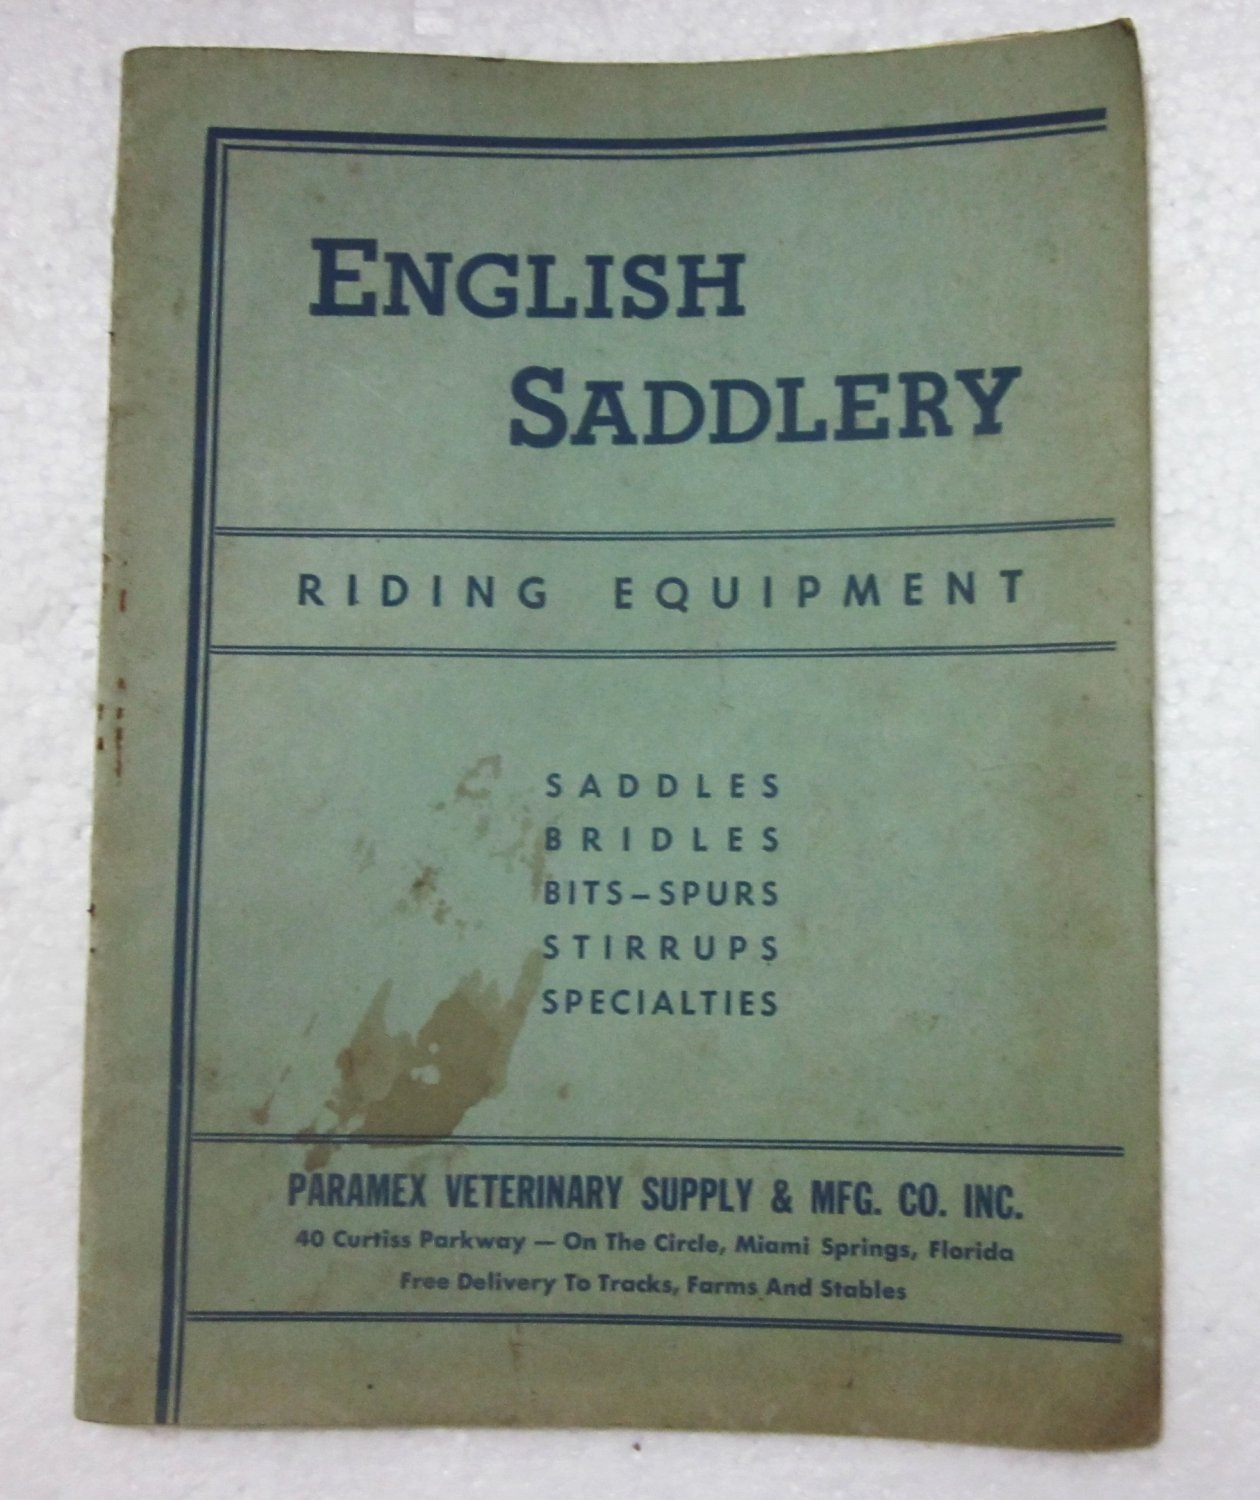 ENGLISH
SADDLERY
RIDING EQUIPMENT
SADDLES
BRIDLES
BITS–SPURS
STIRRUPS
SPECIALTIES
PARAMEX VETERINARY SUPPLY & MFG. CO. INC.
40 Curtiss Parkway — On The Circle, Miami Springs, Florida
Free Delivery To Tracks, Farms And Stables